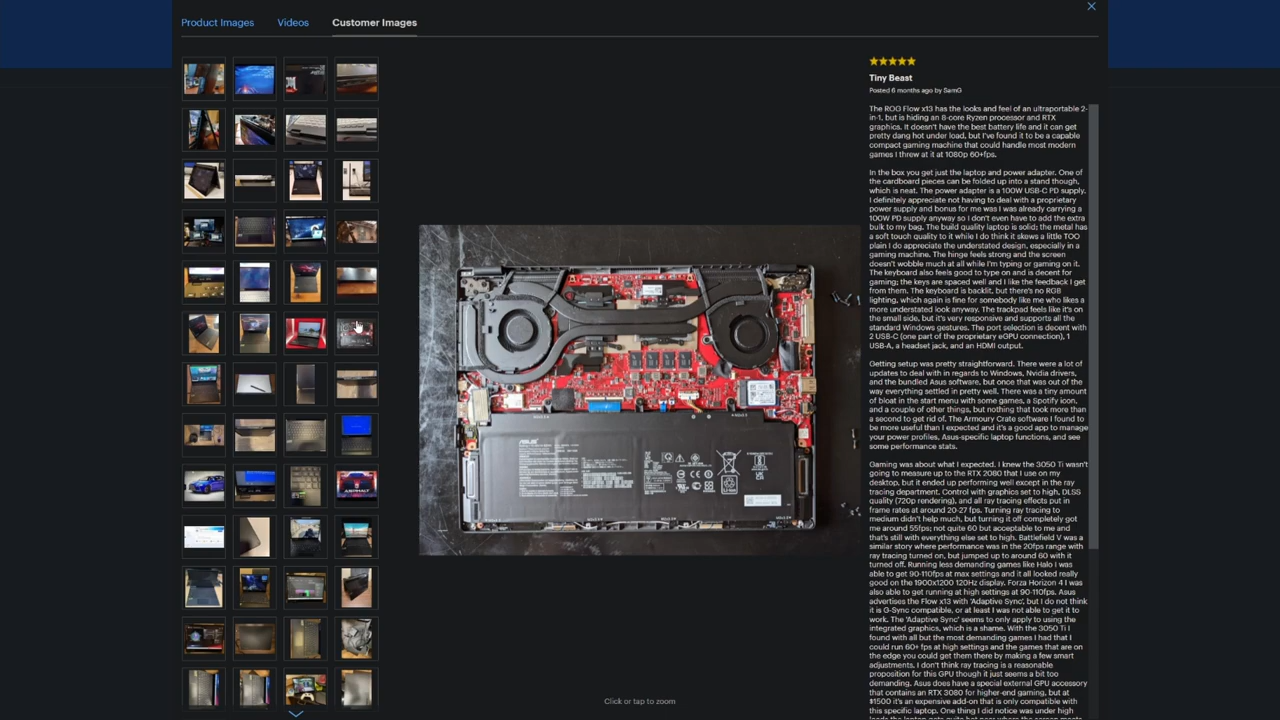 Product Images
Videos
Customer Images
Tiny Beast
Posted 6 months ago by SamG
The ROG Flow x13 has the looks and feel of an ultraportable 2-
in-1, but is hiding an 8-core Ryzen processor and RTX
graphics. It doesn't have the best battery life and it can get
pretty dang hot under load, but I've found it to be a capable
compact gaming machine that could handle most modern
games I threw at it at 1080p 60+fps.
In the box you get just the laptop and power adapter. One of
the cardboard pieces can be folded up into a stand though,
which is neat. The power adapter is a 100W USB-C PD supply.
I definitely appreciate not having to deal with a proprietary
power supply and bonus for me was I was already carrying a
100W PD supply anyway so I don't even have to add the extra
bulk to my bag. The build quality laptop is solid; the metal has
a soft touch quality to it while I do think it skews a little TOO
plain I do appreciate the understated design, especially in a
gaming machine. The hinge feels strong and the screen
doesn't wobble much at all while I'm typing or gaming on it.
The keyboard also feels good to type on and is decent for
gaming; the keys are spaced well and I like the feedback I get
from them. The keyboard is backlit, but there's no RGB
lighting, which again is fine for somebody like me who likes a
more understated look anyway. The trackpad feels like it's on
the small side, but it's very responsive and supports all the
standard Windows gestures. The port selection is decent with
2 USB-C (one part of the proprietary eGPU connection), 1
USB-A, a headset jack, and an HDMI output.
Getting setup was pretty straightforward. There were a lot of
updates to deal with in regards to Windows, Nvidia drivers,
and the bundled Asus software, but once that was out of the
way everything settled in pretty well. There was a tiny amount
of bloat in the start menu with some games, a Spotify icon,
and a couple of other things, but nothing that took more than
a second to get rid of. The Armoury Crate software I found to
be more useful than I expected and it's a good app to manage
your power profiles, Asus-specific laptop functions, and see
some performance stats.
Gaming was about what I expected. I knew the 3050 Ti wasn't
going to measure up to the RTX 2080 that I use on my
desktop, but it ended up performing well except in the ray
tracing department. Control with graphics set to high, DLSS
quality (720p rendering), and all ray tracing effects put in
frame rates at around 20-27 fps. Turning ray tracing to
medium didn't help much, but turning it off completely got
me around 55fps; not quite 60 but acceptable to me and
that's still with everything else set to high. Battlefield V was a
similar story where performance was in the 20fps range with
ray tracing turned on, but jumped up to around 60 with it
turned off. Running less demanding games like Halo I was
able to get 90-110fps at max settings and it all looked really
good on the 1900x1200 120Hz display. Forza Horizon 4 I was
also able to get running at high settings at 90-110fps. Asus
advertises the Flow x13 with 'Adaptive Sync', but I do not think
it is G-Sync compatible, or at least I was not able to get it to
work. The 'Adaptive Sync' seems to only apply to using the
integrated graphics, which is a shame. With the 3050 Ti I
found with all but the most demanding games I had that I
could run 60+ fps at high settings and the games that are on
the edge you could get them there by making a few smart
adjustments. I don't think ray tracing is a reasonable
proposition for this GPU though it just seems a bit too
demanding. Asus does have a special external GPU accessory
that contains an RTX 3080 for higher-end gaming, but at
$1500 it's an expensive add-on that is only compatible with
this specific laptop. One thing I did notice was under high
Click or tap to zoom